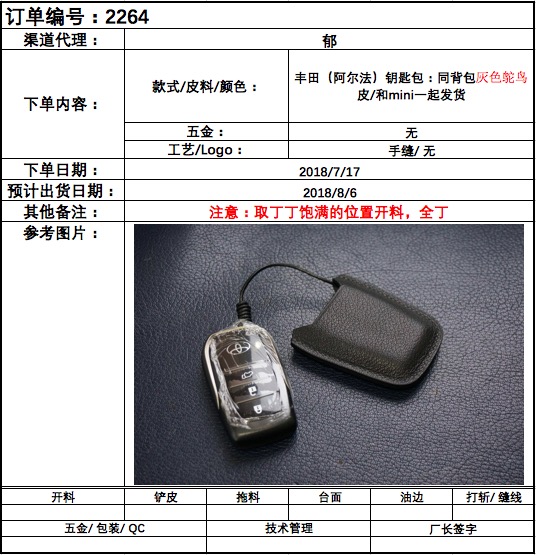 订单编号：2264
渠道代理：
郁
下单内容：
款式/皮料/颜色：
丰田（阿尔法）钥匙包：同背包灰色鸵鸟
皮/和mini一起发货
五金：
无
工艺/Logo：
手缝/ 无
下单日期：
2018/7/17
预计出货日期：
2018/8/6
其他备注：
注意：取丁丁饱满的位置开料，全丁
参考图片：
开料
铲皮
拖料
台面
油边
打斩/ 缝线
五金/ 包装/ QC
技术管理
厂长签字